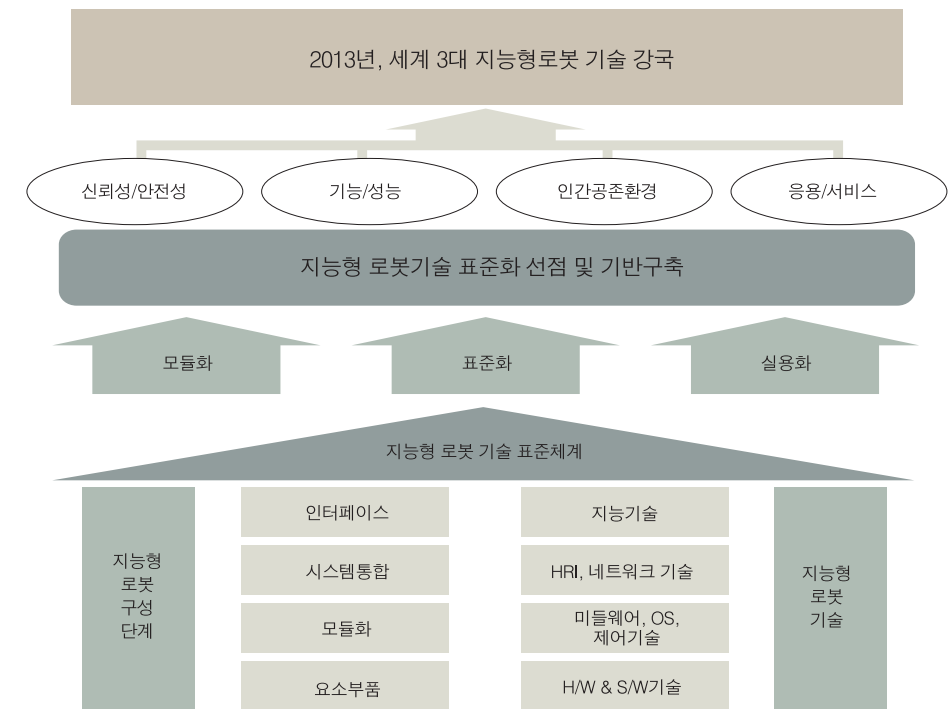 2013년, 세계 3대 지능형로봇 기술 강국
신뢰성/안전성
기능/성능
인간공존환경
응용/서비스
지능형 로봇기술 표준화 선점 및 기반구축
모듈화
표준화
실용화
지능형 로봇 기술 표준체계
지능형
로봇
구성
단계
인터페이스
시스템통합
모듈화
요소부품
지능기술
HRI, 네트워크 기술
미들웨어, OS,
제어기술
H/W & S/W기술
지능형
로봇
기술